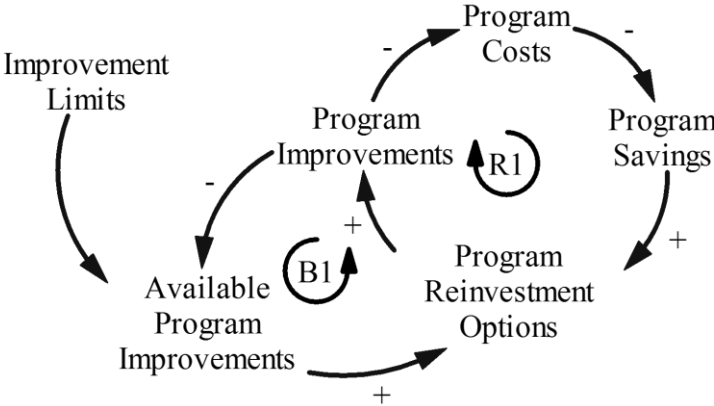 Program
Costs
-
-
Improvement
Limits
Program
Improvements
Program
Savings
R1
-
+
+
B1
Program
Reinvestment
Options
Available
Program
Improvements
+